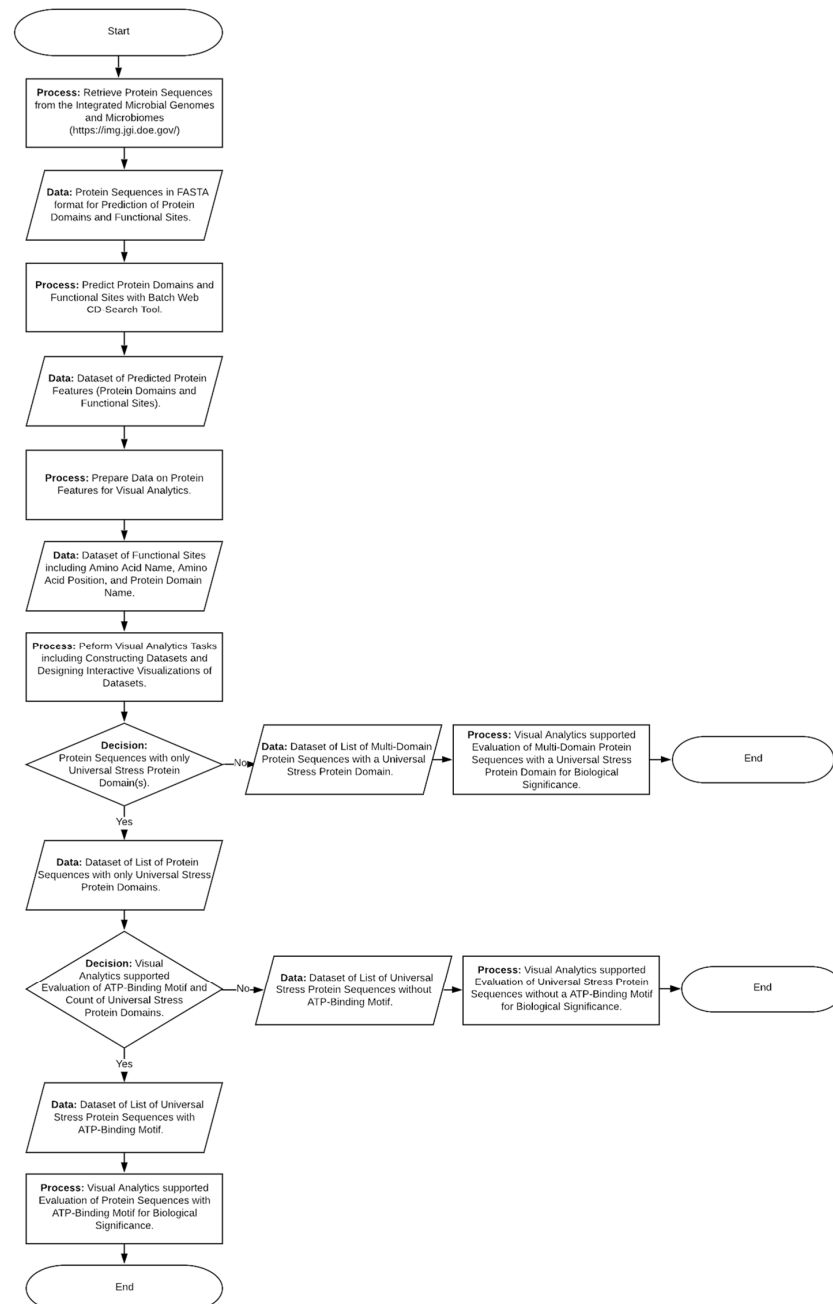 Start
Process: Retrieve Protein Sequences
from the Integrated Microbial Genomes
and Microbiomes
(https://img.jgi.doe.gov/)
Data: Protein Sequences in FASTA
format for Prediction of Protein
Domains and Functional Sites.
Process: Predict Protein Domains and
Functional Sites with Batch Web
CD-Search Tool.
Data: Dataset of Predicted Protein
Features (Protein Domains and
Functional Sites).
Process: Prepare Data on Protein
Features for Visual Analytics.
Data: Dataset of Functional Sites
including Amino Acid Name, Amino
Acid Position, and Protein Domain
Name.
Process: Peform Visual Analytics Tasks
including Constructing Datasets and
Designing Interactive Visualizations of
Datasets.
Decision:
Protein Sequences with only
Universal Stress Protein
Domain(s).
No
Data: Dataset of List of Multi-Domain
Protein Sequences with a Universal
Stress Protein Domain.
Process: Visual Analytics supported
Evaluation of Multi-Domain Protein
Sequences with a Universal Stress
Protein Domain for Biological
Significance.
End
Yes
Data: Dataset of List of Protein
Sequences with only Universal Stress
Protein Domains.
Decision: Visual
Analytics supported
Evaluation of ATP-Binding Motif and
Count of Universal Stress
Protein Domains.
No
Data: Dataset of List of Universal
Stress Protein Sequences without
ATP-Binding Motif.
Process: Visual Analytics supported
Evaluation of Universal Stress Protein
Sequences without a ATP-Binding Motif
for Biological Significance.
End
Yes
Data: Dataset of List of Universal
Stress Protein Sequences with
ATP-Binding Motif.
Process: Visual Analytics supported
Evaluation of Protein Sequences with
ATP-Binding Motif for Biological
Significance.
End